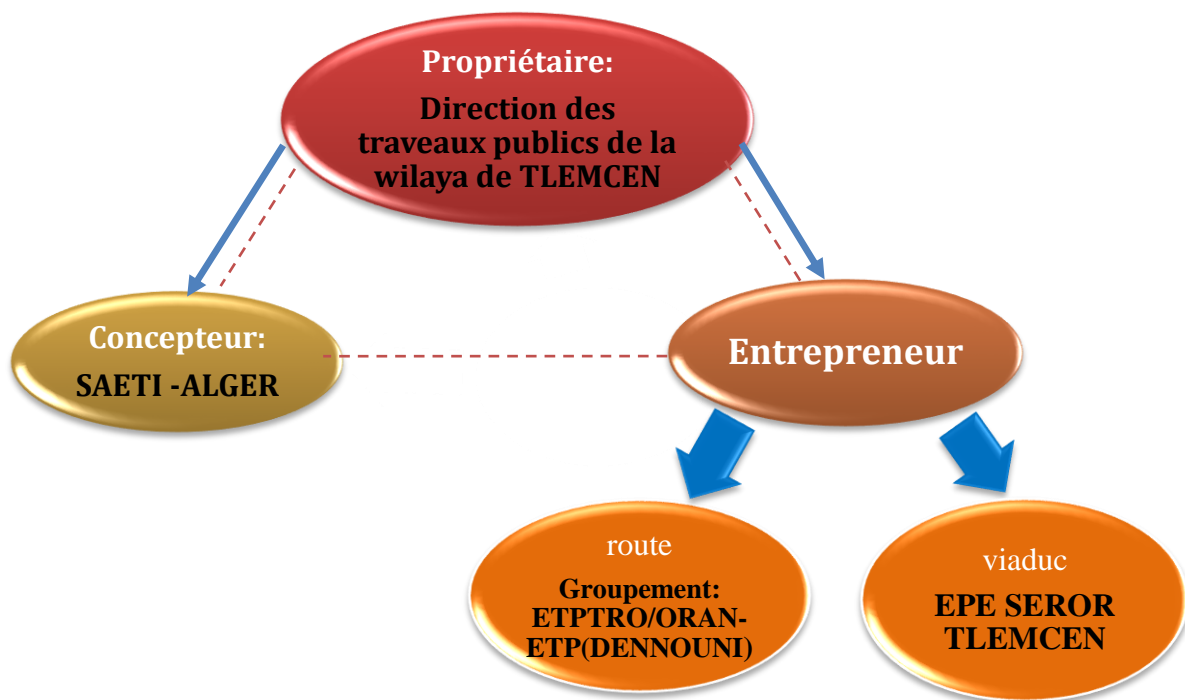 Propriétaire:
Direction des
traveaux publics de la
wilaya de TLEMCEN
Concepteur:
SAETI -ALGER
Entrepreneur
route
Groupement:
ETPTRO/ORAN-
ETP(DENNOUNI)
viaduc
EPE SEROR
TLEMCEN